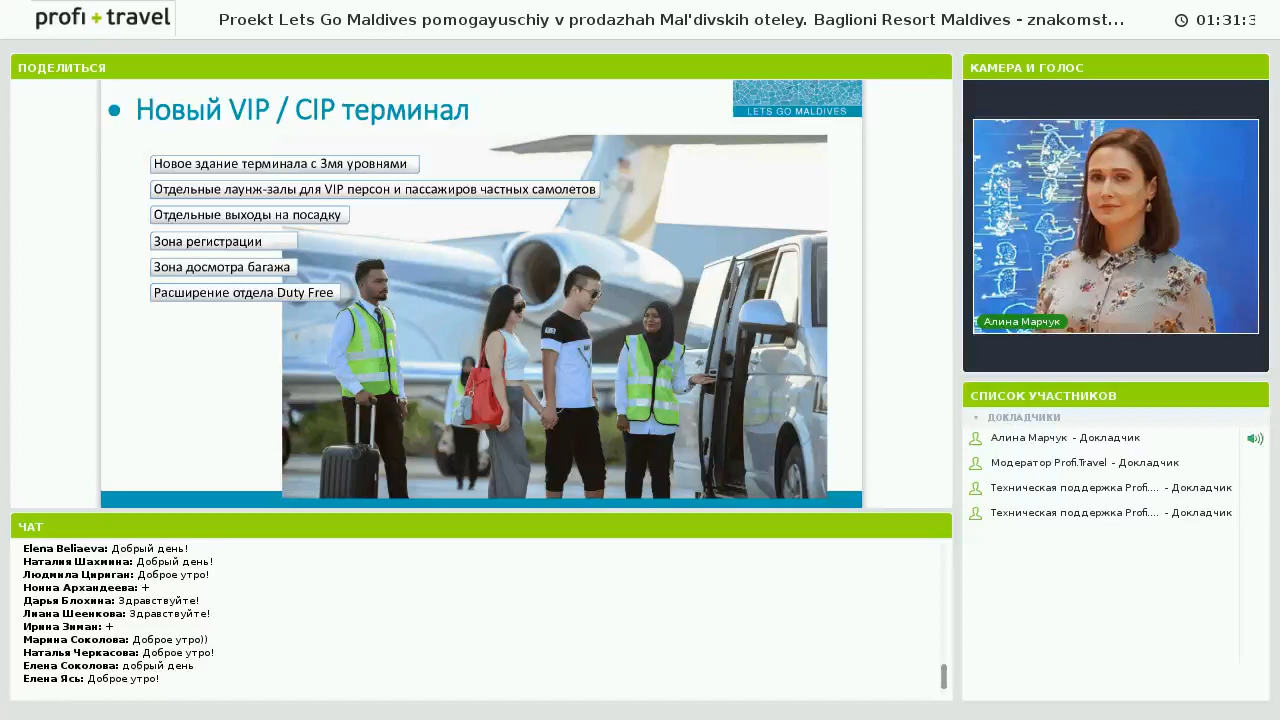 profi + travel
Proekt Lets Go Maldives pomogayuschiy v prodazhah Mal'divskih oteley. Baglioni Resort Maldives - znakomst...
01:31:3
ПОДЕЛИТЬСЯ
• Новый VIP / CIP терминал
LETS GO MALDIVES
Новое здание терминала с 3мя уровнями
Отдельные лаунж-залы для VIP персон и пассажиров частных самолетов
Отдельные выходы на посадку
Зона регистрации
Зона досмотра багажа
Расширение отдела Duty Free
КАМЕРА И ГОЛОС
Алина Марчук
СПИСОК УЧАСТНИКОВ
ДОКЛАДЧИКИ
Алина Марчук - Докладчик
Модератор Profi.Travel - Докладчик
Техническая поддержка Profi.... - Докладчик
Техническая поддержка Profi.... - Докладчик
ЧАТ
Elena Beliaeva: Добрый день!
Наталия Шахмина: Добрый день!
Людмила Цириган: Доброе утро!
Нонна Архандеева: +
Дарья Блохина: Здравствуйте!
Лиана Шеенкова: Здравствуйте!
Ирина Зиман: +
Марина Соколова: Доброе утро))
Наталья Черкасова: Доброе утро!
Елена Соколова: добрый день
Елена Ясь: Доброе утро!